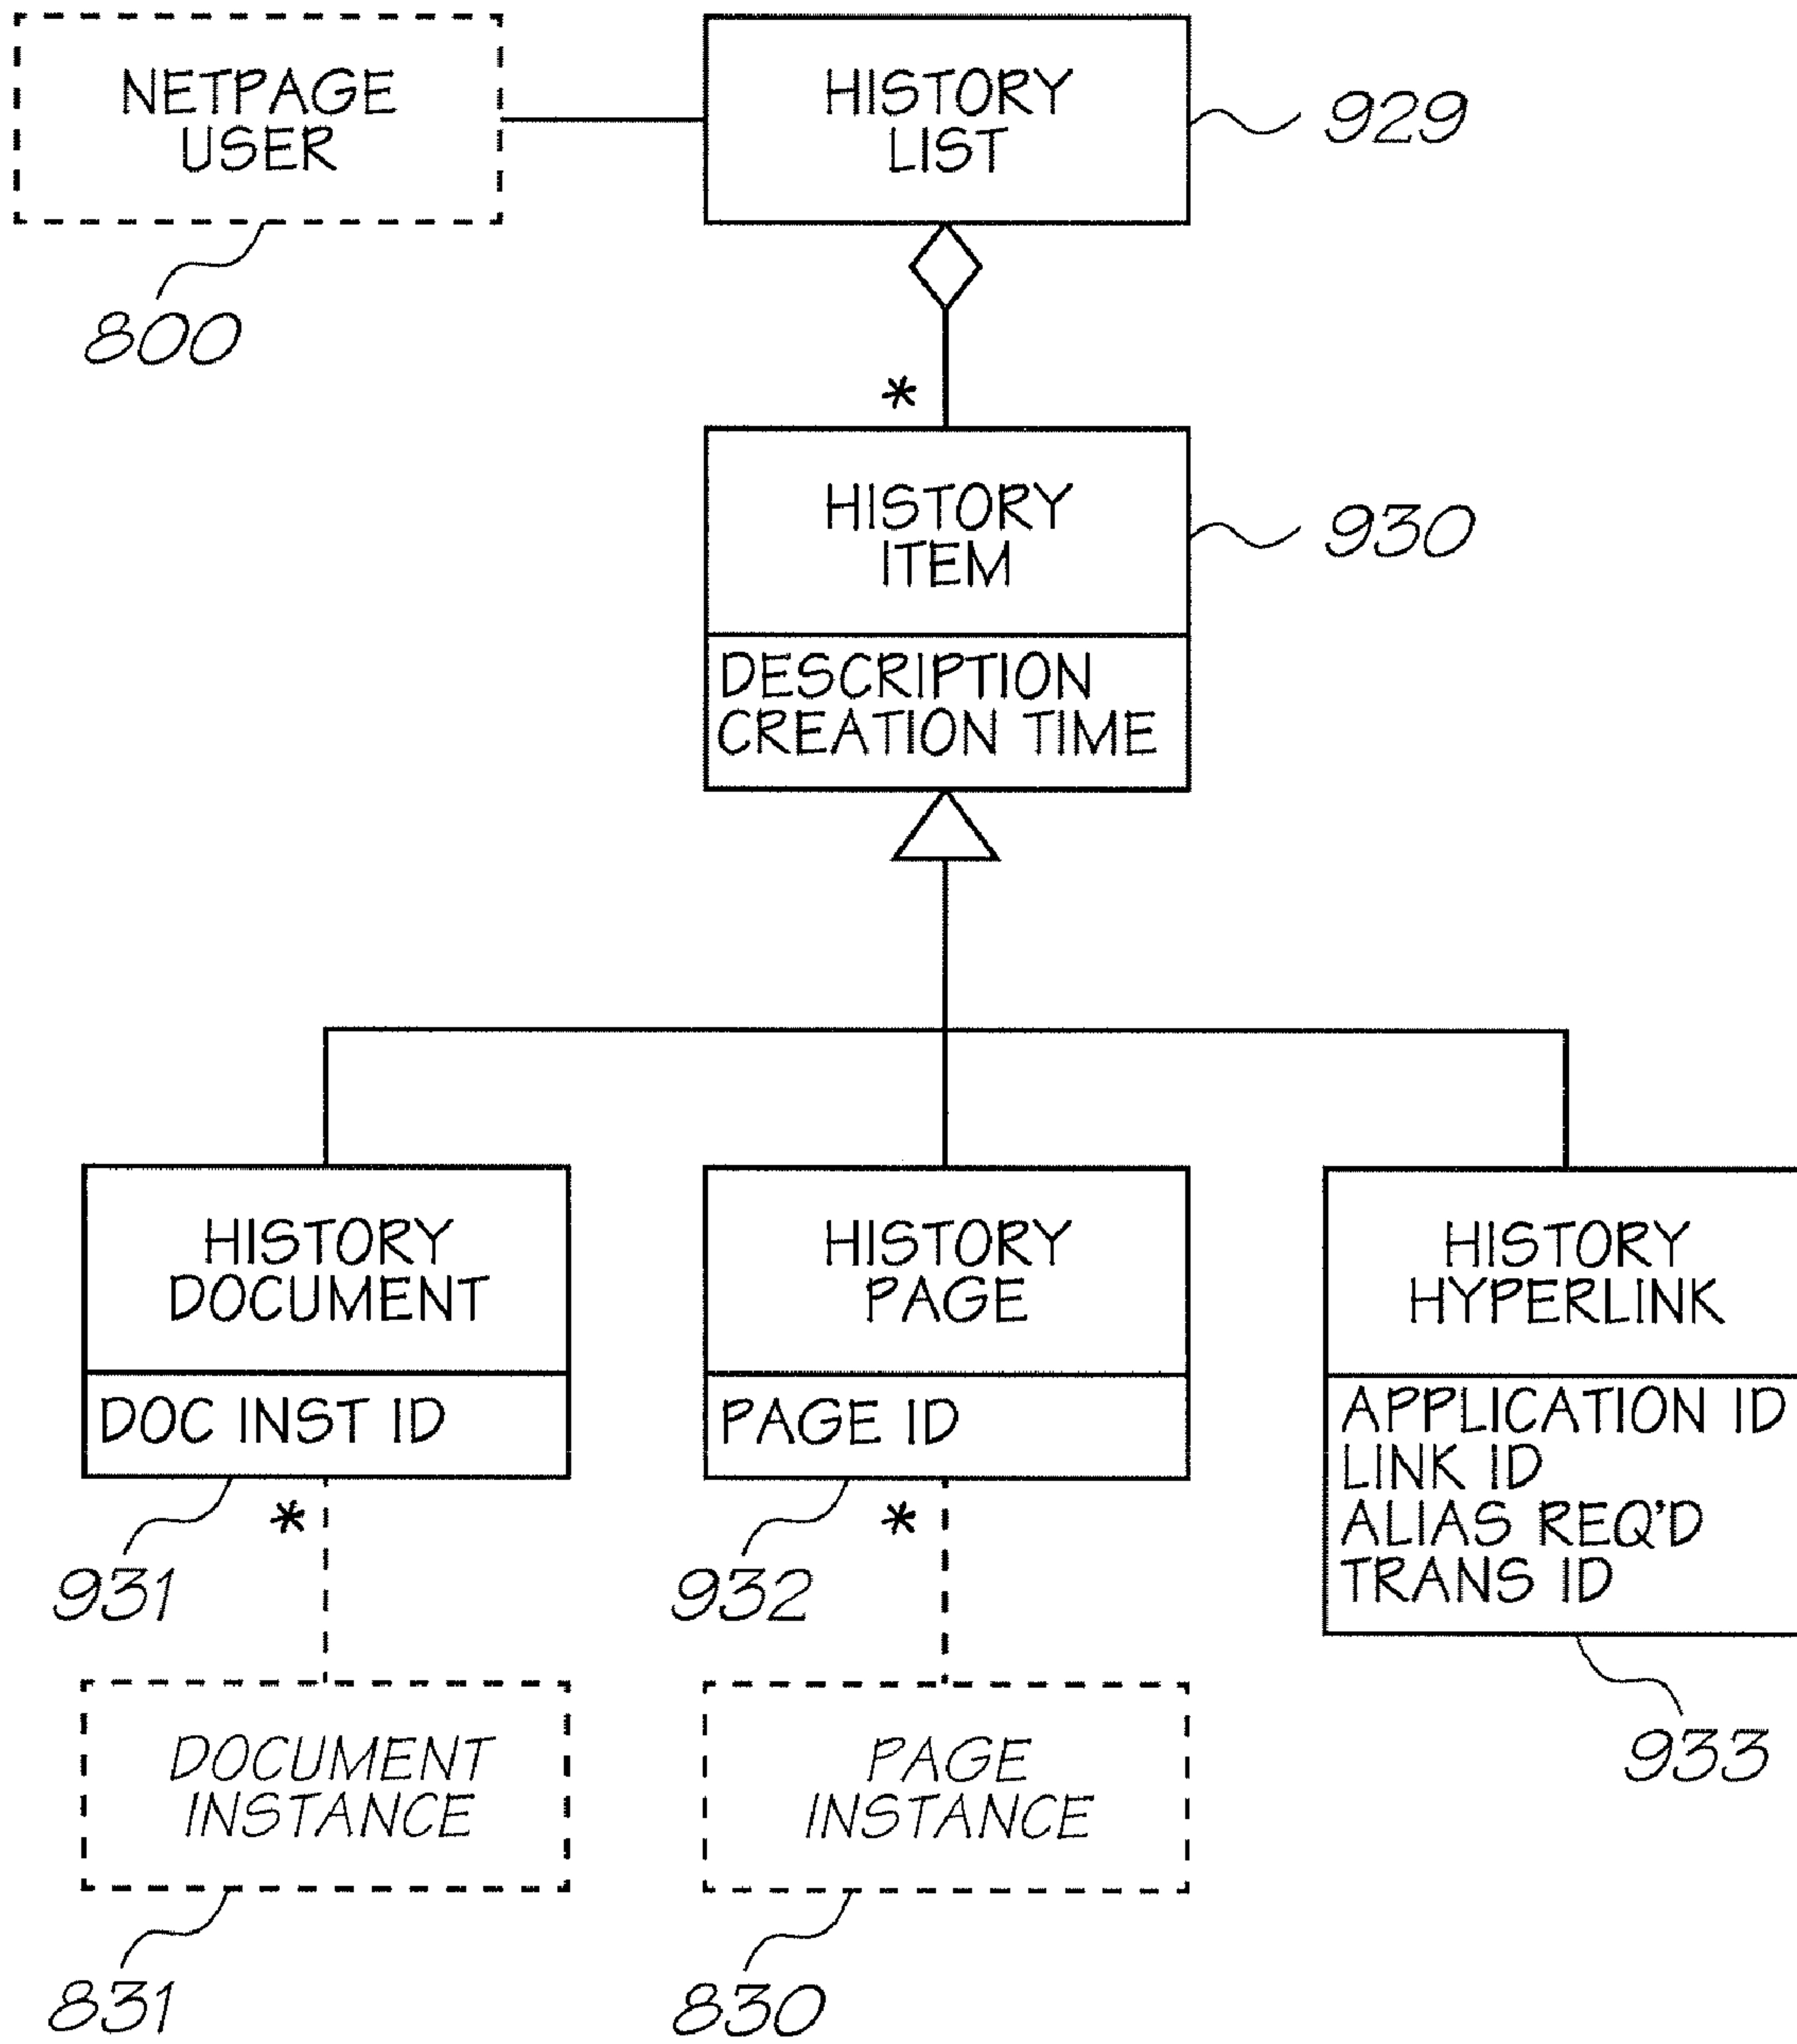 NETPAGE
USER
800
HISTORY
LIST
929
*
HISTORY
ITEM
930
DESCRIPTION
CREATION TIME
HISTORY
DOCUMENT
DOC INST ID
931
*
HISTORY
PAGE
PAGE ID
932
*
HISTORY
HYPERLINK
APPLICATION ID
LINK ID
ALIAS REQ'D
TRANS ID
933
DOCUMENT
INSTANCE
831
PAGE
INSTANCE
830